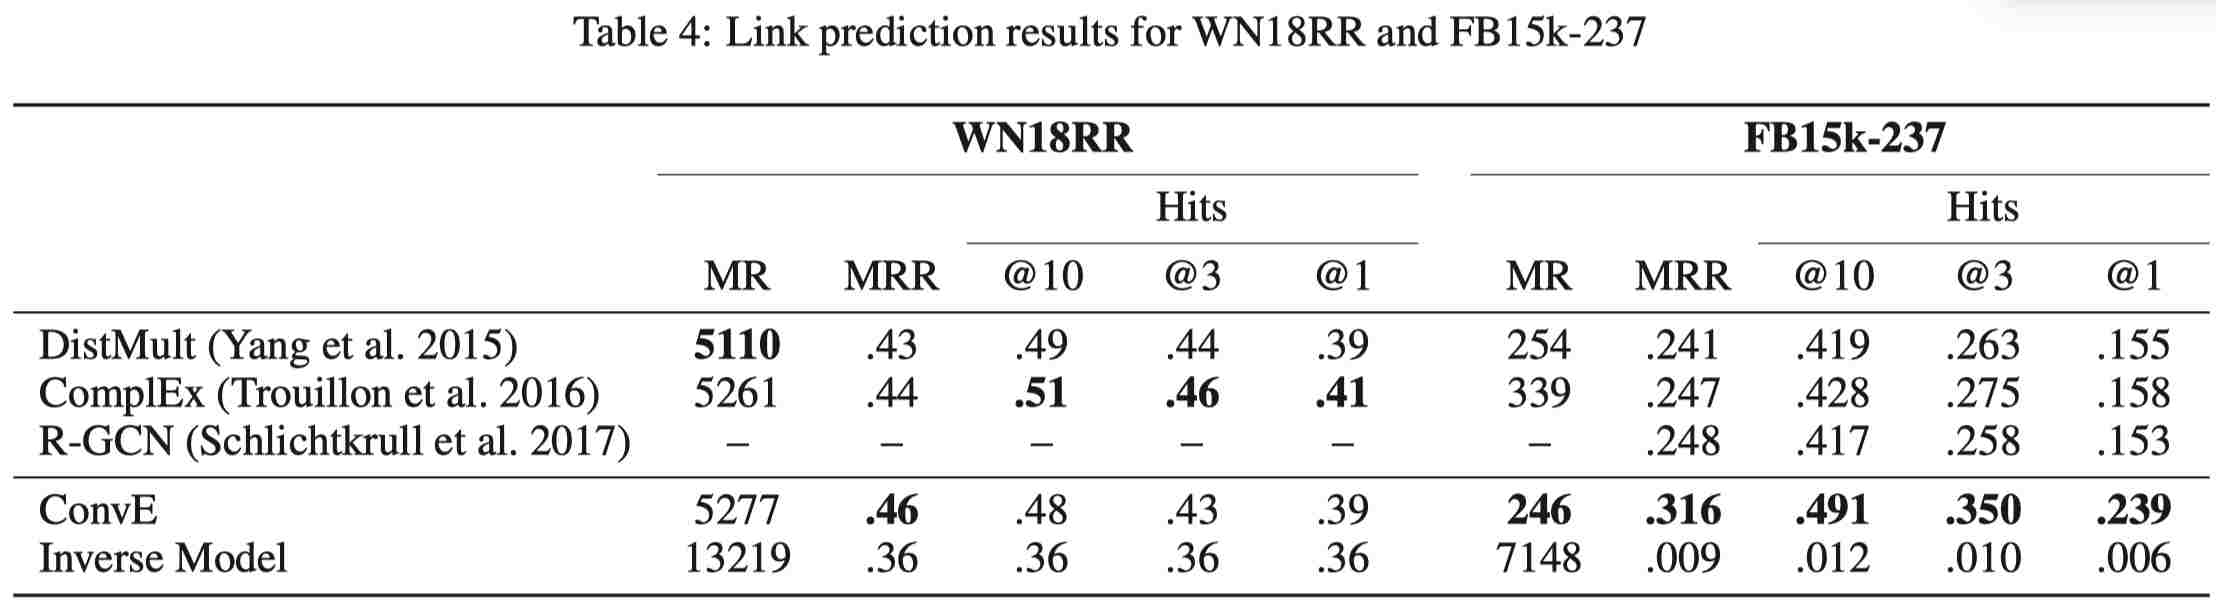 Table 4: Link prediction results for WN18RR and FB15k-237
WN18RR FB15k-237
Hits Hits
MR MRR @10 @3 @1 MR MRR @10 @3 @1
DistMult (Yang et al. 2015) 5110 .43 .49 .44 .39 254 .241 .419 .263 .155
ComplEx (Trouillon et al. 2016) 5261 .44 .51 .46 .41 339 .247 .428 .275 .158
R-GCN (Schlichtkrull et al. 2017) – – – – – – .248 .417 .258 .153
ConvE 5277 .46 .48 .43 .39 246 .316 .491 .350 .239
Inverse Model 13219 .36 .36 .36 .36 7148 .009 .012 .010 .006